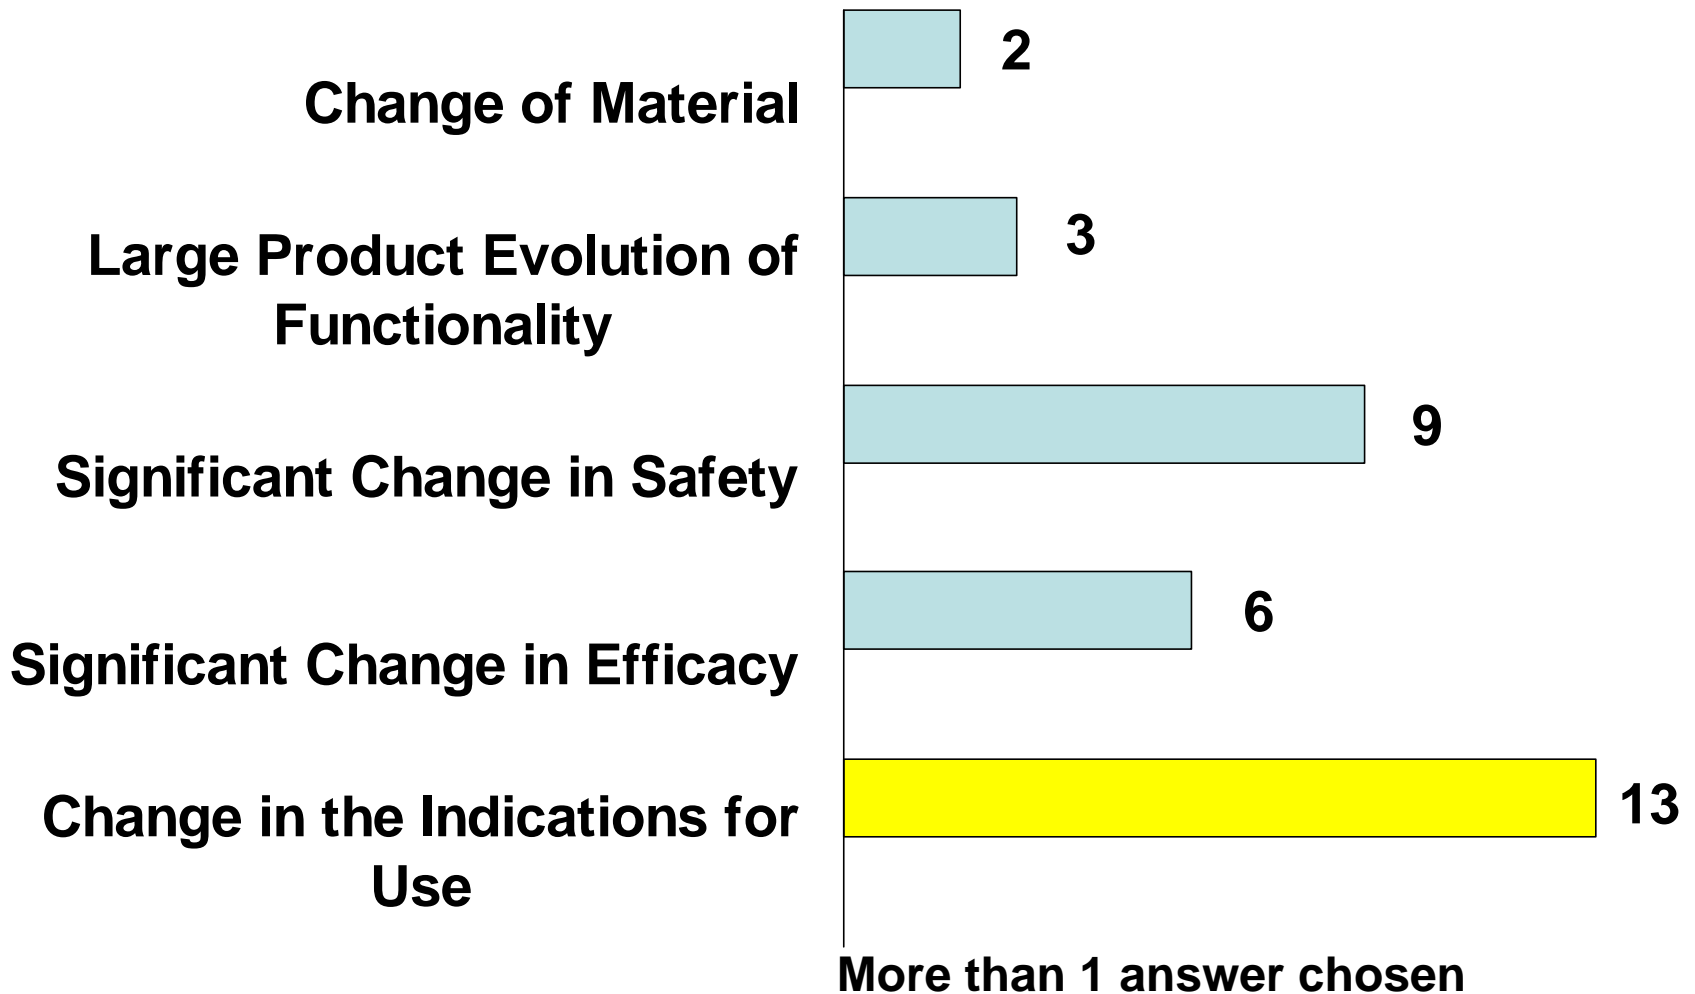 2
Change of Material
3
Large Product Evolution of
Functionality
9
Significant Change in Safety
6
Significant Change in Efficacy
13
Change in the Indications for
Use
More than 1 answer chosen